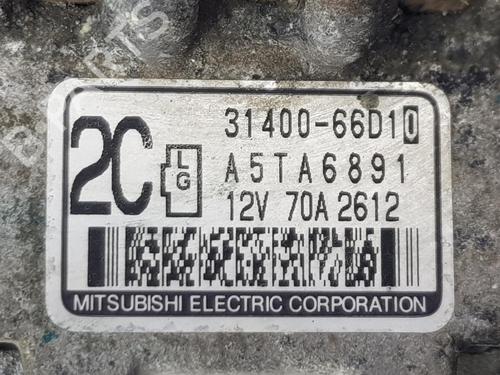 2C
L
G
31400-66D10
A5TA6891
12V 70A 2612
MITSUBISHI ELECTRIC CORPORATION